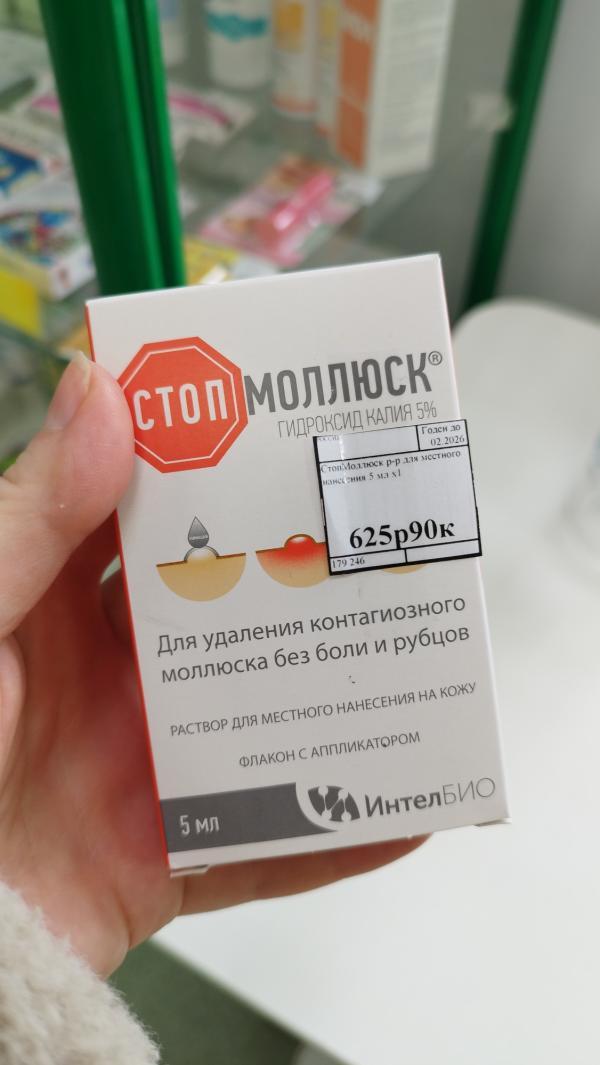 СТОП МОЛЛЮСК®
ГИДРОКСИД КАЛИЯ 5%
Годен до
02.2026
СтопМоллюск р-р для местного
нанесения 5 мл x1
625р90к
179 246
Для удаления контагиозного
моллюска без боли и рубцов
РАСТВОР ДЛЯ МЕСТНОГО НАНЕСЕНИЯ НА КОЖУ
ФЛАКОН С АППЛИКАТОРОМ
5 мл
ИнтелБИО